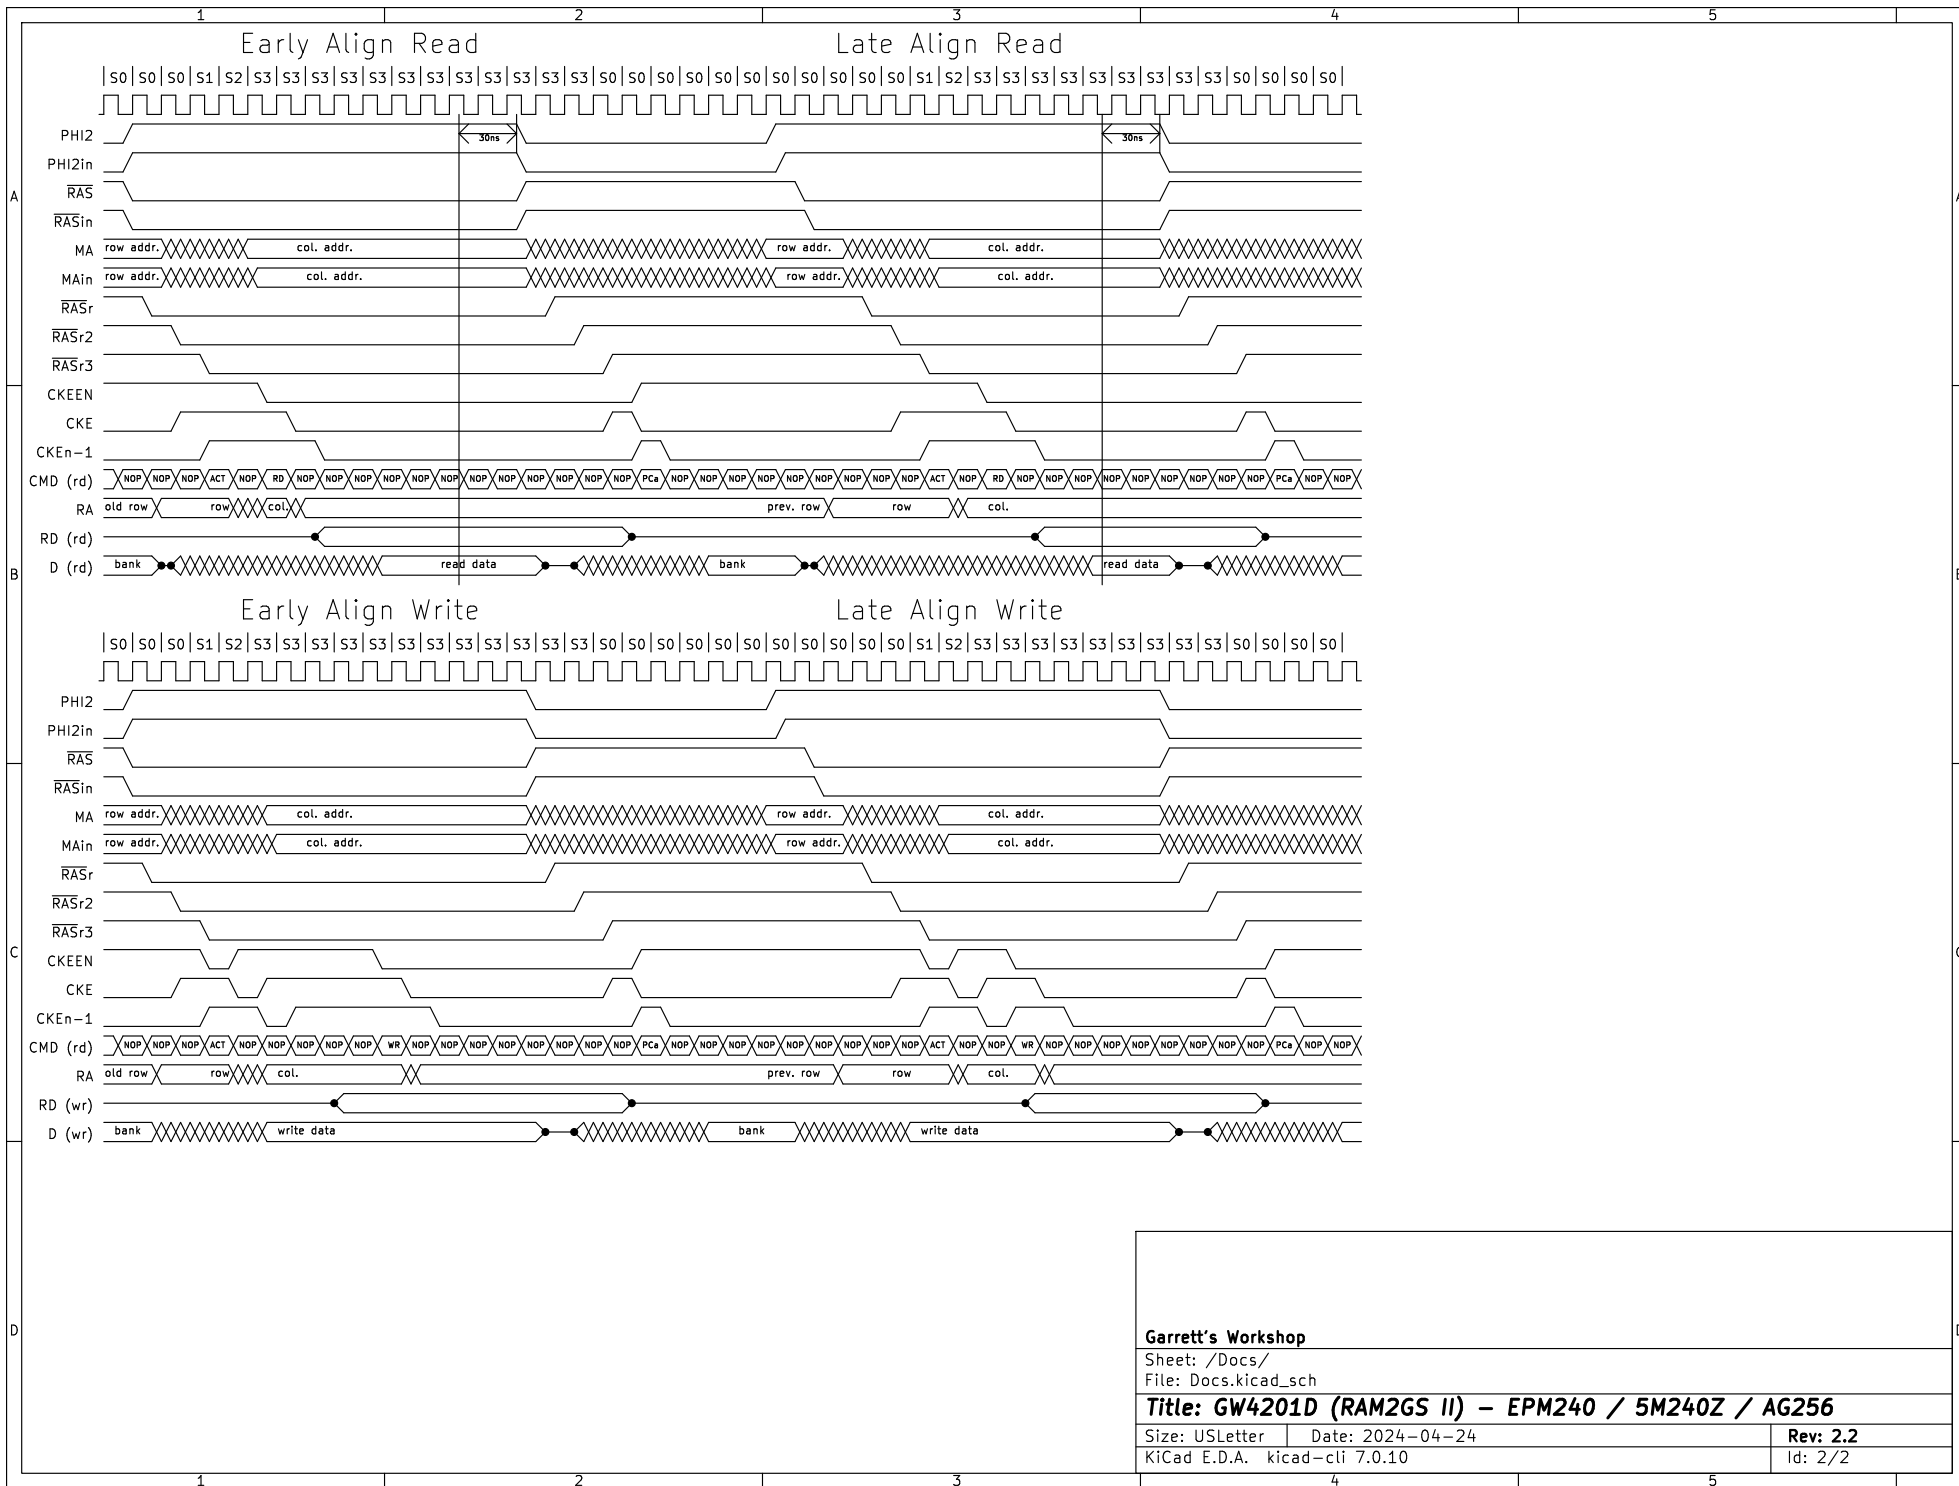 1 2 3 4 5
Early Align Read Late Align Read
S0 S0 S0 S1 S2 S3 S3 S3 S3 S3 S3 S3 S3 S3 S3 S3 S3 S0 S0 S0 S0 S0 S0 S0 S0 S0 S0 S0 S1 S2 S3 S3 S3 S3 S3 S3 S3 S3 S3 S0 S0 S0 S0
PHI2 30ns 30ns
PHI2in
A RAS A
RASin
MA row addr. col. addr. row addr. col. addr.
MAin row addr. col. addr. row addr. col. addr.
RASr
RASr2
RASr3
CKEEN
CKE
CKEn-1
CMD (rd) NOP NOP NOP ACT NOP RD NOP NOP NOP NOP NOP NOP NOP NOP NOP NOP NOP NOP PCa NOP NOP NOP NOP NOP NOP NOP NOP NOP ACT NOP RD NOP NOP NOP NOP NOP NOP NOP NOP NOP PCa NOP NOP
RA old row row col. prev. row row col.
RD (rd)
B D (rd) bank read data bank read data
Early Align Write Late Align Write
S0 S0 S0 S1 S2 S3 S3 S3 S3 S3 S3 S3 S3 S3 S3 S3 S3 S0 S0 S0 S0 S0 S0 S0 S0 S0 S0 S0 S1 S2 S3 S3 S3 S3 S3 S3 S3 S3 S3 S0 S0 S0 S0
PHI2
PHI2in
RAS
RASin
MA row addr. col. addr. row addr. col. addr.
MAin row addr. col. addr. row addr. col. addr.
RASr
RASr2
RASr3
C CKEEN
CKE
CKEn-1
CMD (rd) NOP NOP NOP ACT NOP NOP NOP NOP NOP WR NOP NOP NOP NOP NOP NOP NOP NOP PCa NOP NOP NOP NOP NOP NOP NOP NOP NOP ACT NOP NOP WR NOP NOP NOP NOP NOP NOP NOP NOP PCa NOP NOP
RA old row row col. prev. row row col.
RD (wr)
D (wr) bank write data bank write data
D
Garrett's Workshop
Sheet: /Docs/
File: Docs.kicad_sch
Title: GW4201D (RAM2GS II) - EPM240 / 5M240Z / AG256
Size: USLetter Date: 2024-04-24 Rev: 2.2
KiCad E.D.A. kicad-cli 7.0.10 Id: 2/2
1 2 3 4 5